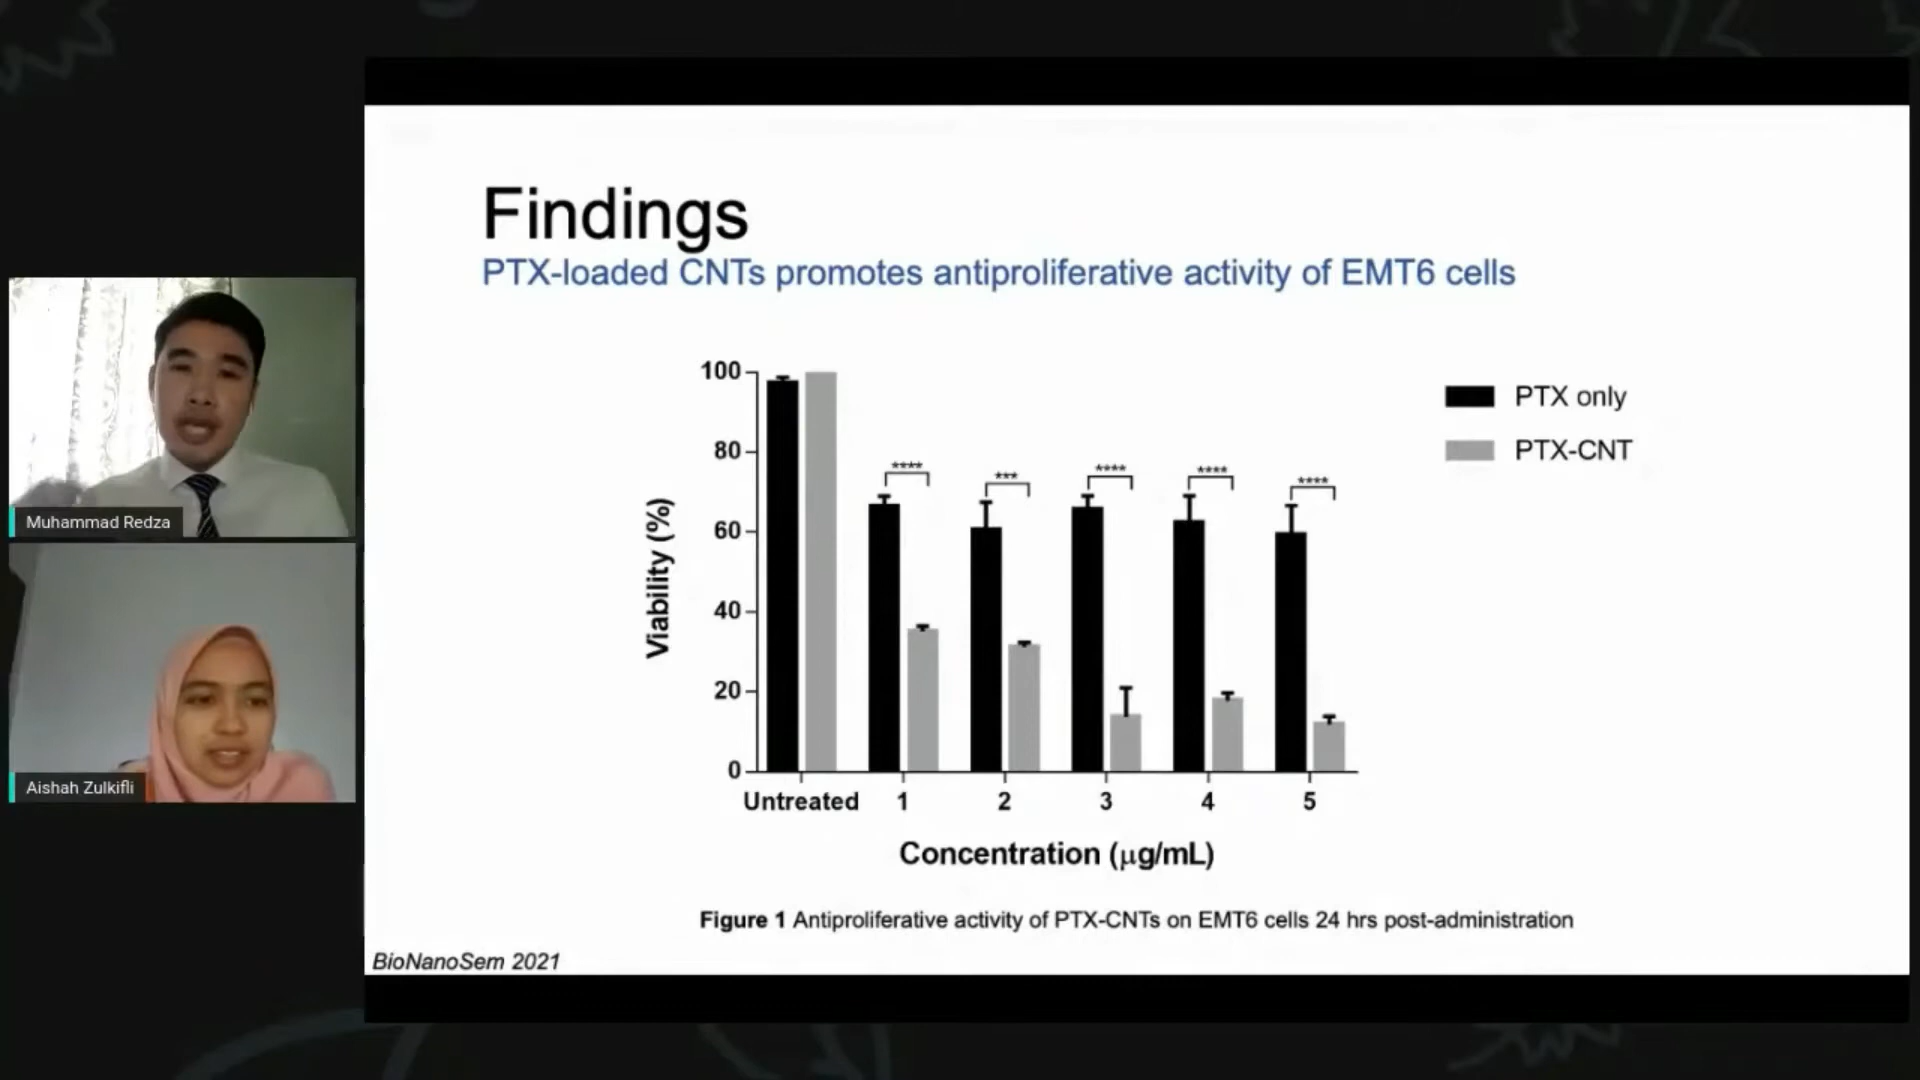 Findings
PTX-loaded CNTs promotes antiproliferative activity of EMT6 cells
100
80
60
40
20
0
Viability (%)
****
***
****
****
****
PTX only
PTX-CNT
Untreated 1 2 3 4 5
Concentration (µg/mL)
Figure 1 Antiproliferative activity of PTX-CNTs on EMT6 cells 24 hrs post-administration
BioNanoSem 2021
Muhammad Redza
Aishah Zulkifli